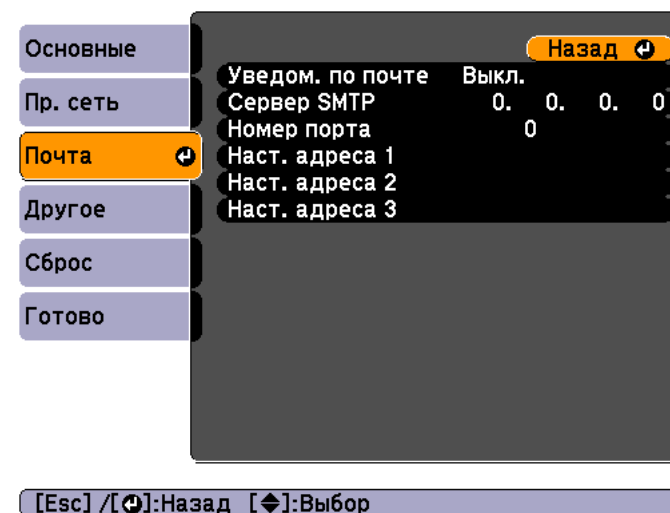 Основные
Пр. сеть
Почта
Другое
Сброс
Готово
Назад
Уведом. по почте Выкл.
Сервер SMTP 0. 0. 0. 0
Номер порта 0
Наст. адреса 1
Наст. адреса 2
Наст. адреса 3
[Esc] /[⏎]:Назад [◆]:Выбор